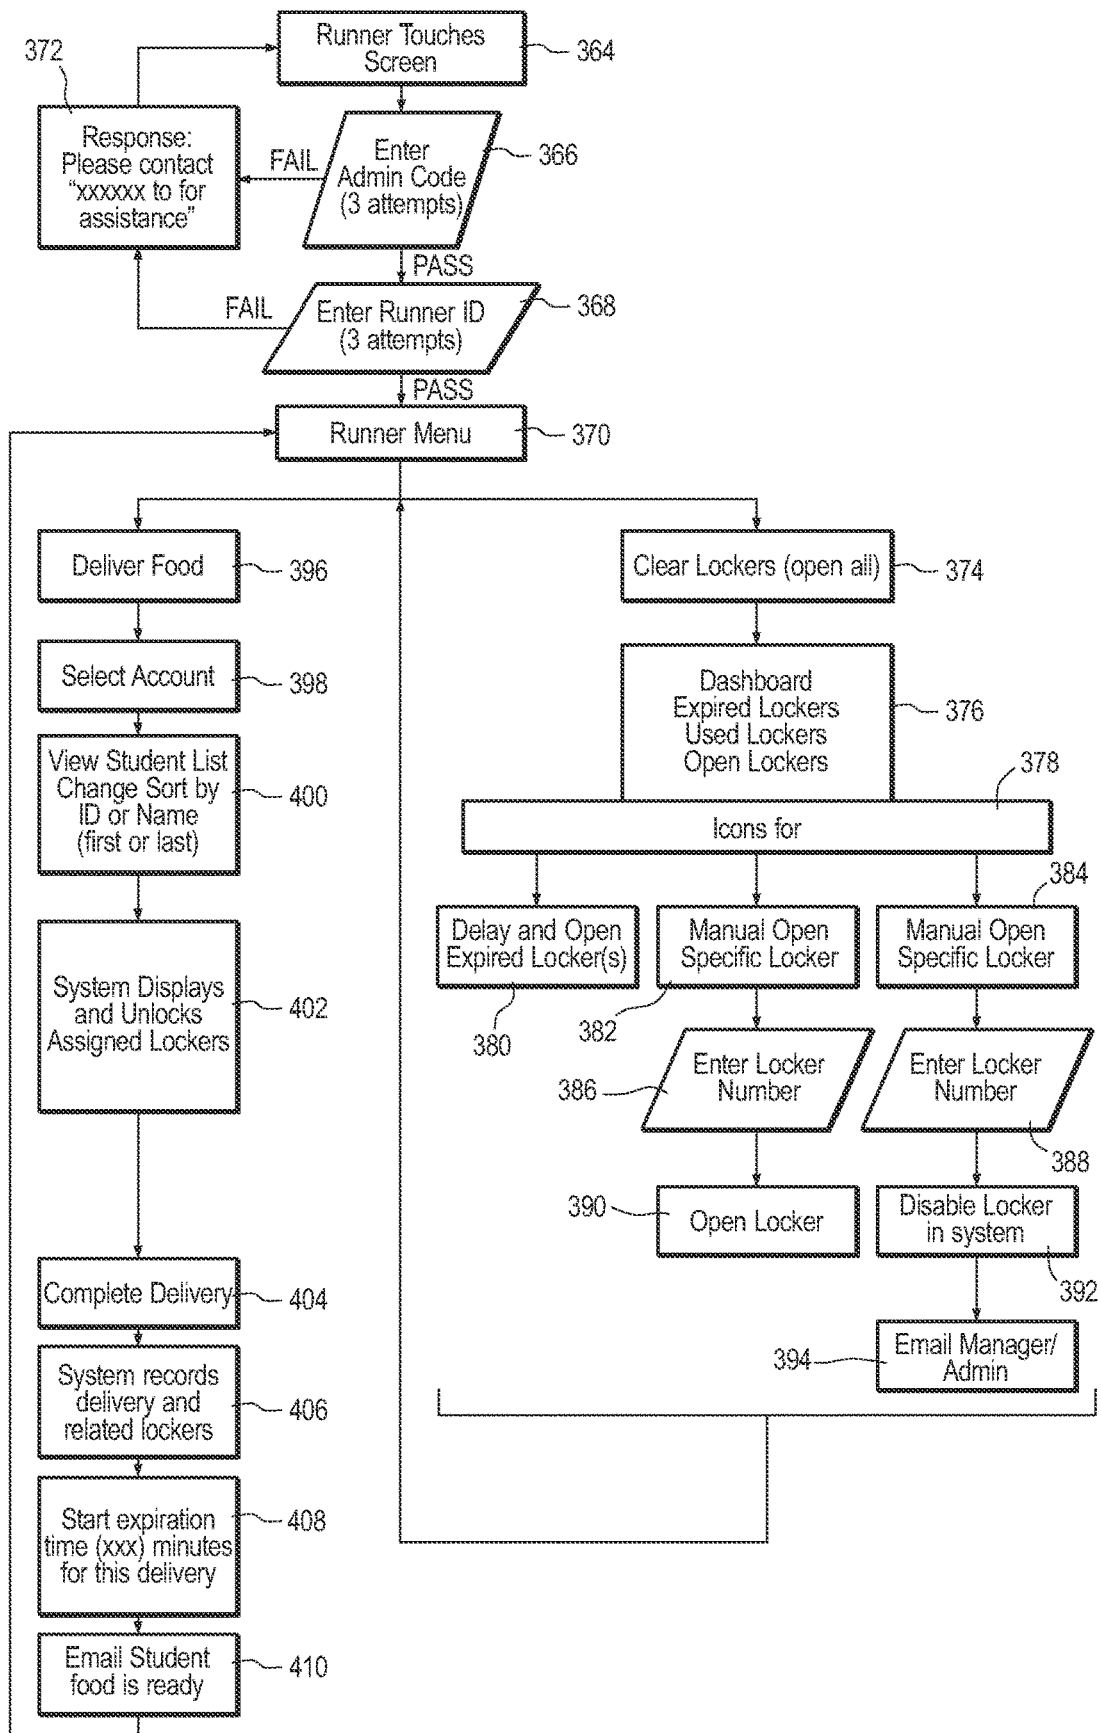 Runner Touches
Screen
364
372
Response:
Please contact
"xxxxxx to for
assistance"
FAIL
Enter
Admin Code
(3 attempts)
366
PASS
FAIL
Enter Runner ID
(3 attempts)
368
PASS
Runner Menu
370
Deliver Food
396
Select Account
398
View Student List
Change Sort by
ID or Name
(first or last)
400
System Displays
and Unlocks
Assigned Lockers
402
Complete Delivery
404
System records
delivery and
related lockers
406
Start expiration
time (xxx) minutes
for this delivery
408
Email Student
food is ready
410
Clear Lockers (open all)
374
Dashboard
Expired Lockers
Used Lockers
Open Lockers
376
378
Icons for
Delay and Open
Expired Locker(s)
380
Manual Open
Specific Locker
382
384
Manual Open
Specific Locker
386
Enter Locker
Number
Enter Locker
Number
388
390
Open Locker
Disable Locker
in system
392
394
Email Manager/
Admin